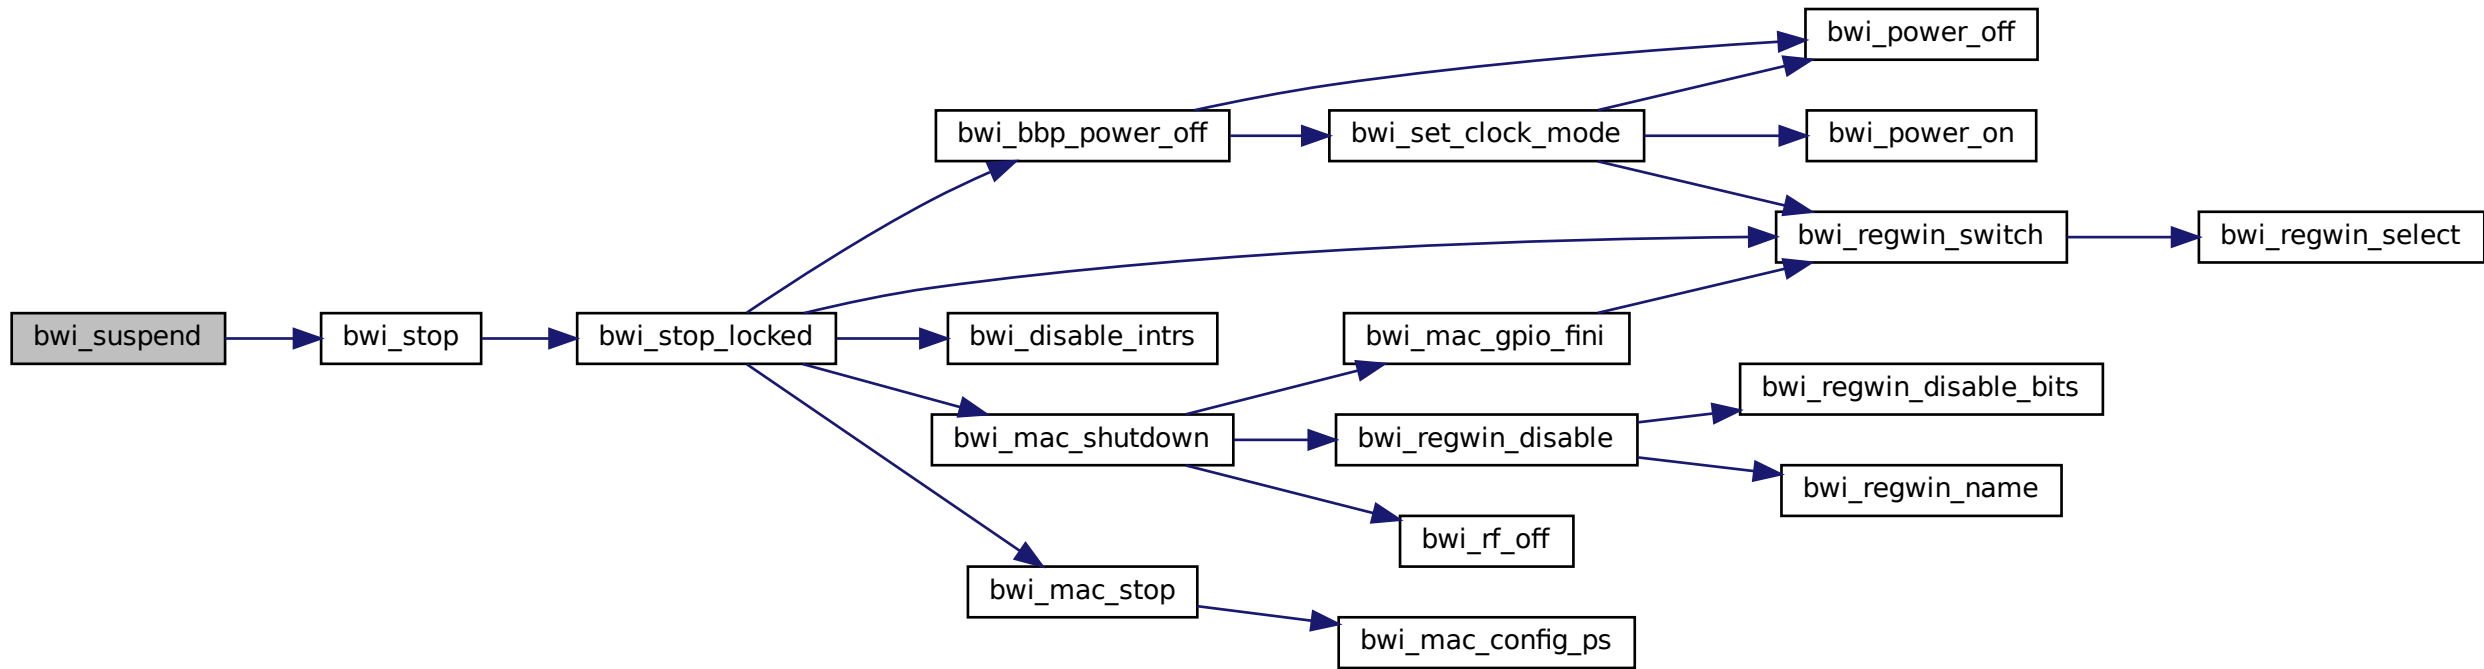 bwi_suspend
bwi_stop
bwi_stop_locked
bwi_bbp_power_off
bwi_set_clock_mode
bwi_power_off
bwi_power_on
bwi_regwin_switch
bwi_regwin_select
bwi_disable_intrs
bwi_mac_shutdown
bwi_mac_gpio_fini
bwi_regwin_disable
bwi_regwin_disable_bits
bwi_regwin_name
bwi_rf_off
bwi_mac_stop
bwi_mac_config_ps